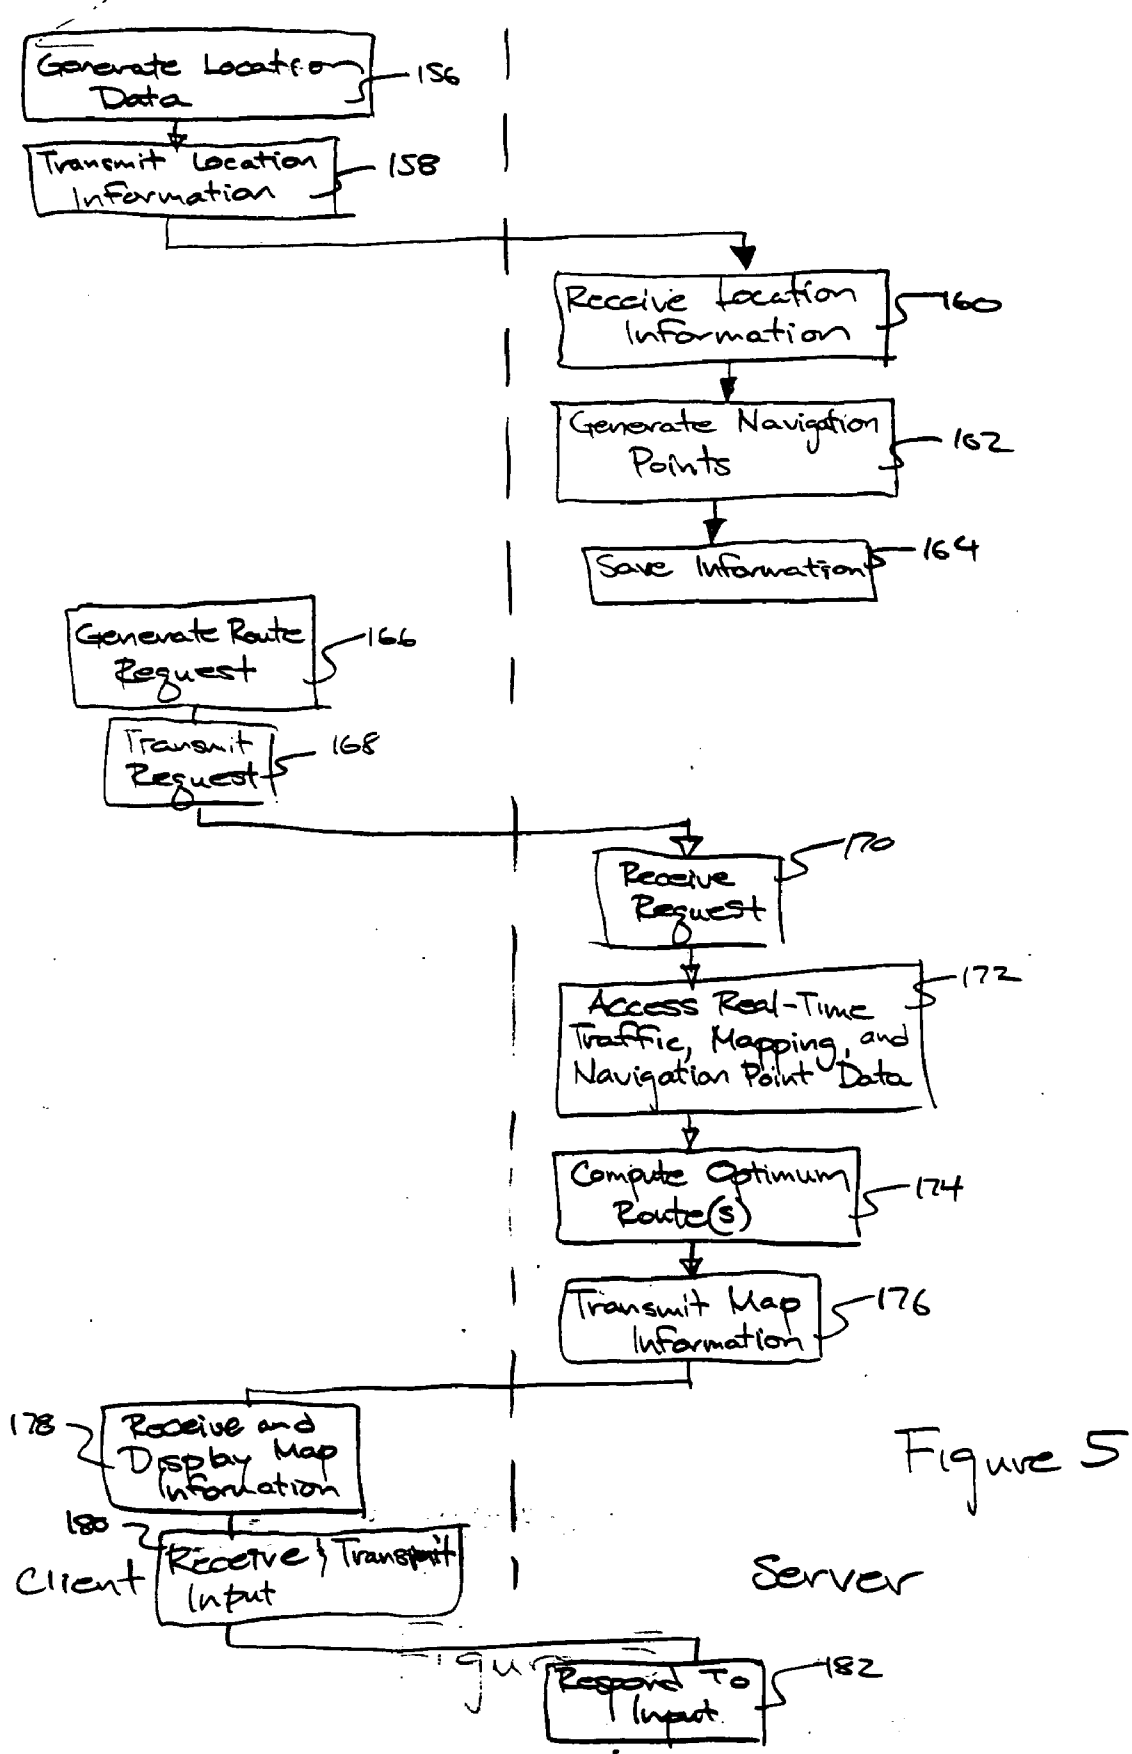 Generate Location
Data
156
Transmit Location
Information
158
Receive Location
Information
160
Generate Navigation
Points
162
Save Information
164
Generate Route
Request
166
Transmit
Request
168
Receive
Request
170
Access Real-Time
Traffic, Mapping, and
Navigation Point Data
172
Compute Optimum
Route(s)
174
Transmit Map
Information
176
178
Receive and
Display Map
Information
Figure 5
180
Receive & Transmit
Input
Client
Server
Respond To
Input
182